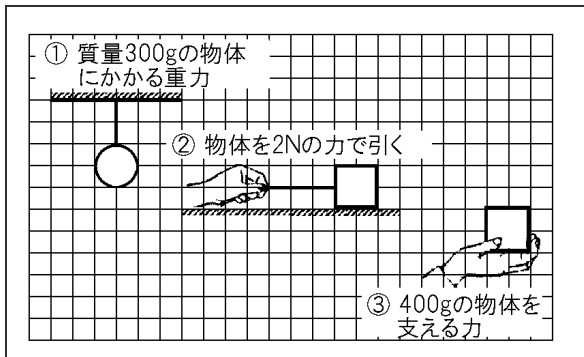 ① 質量300gの物体
にかかる重力
② 物体を2Nの力で引く
③ 400gの物体を
支える力